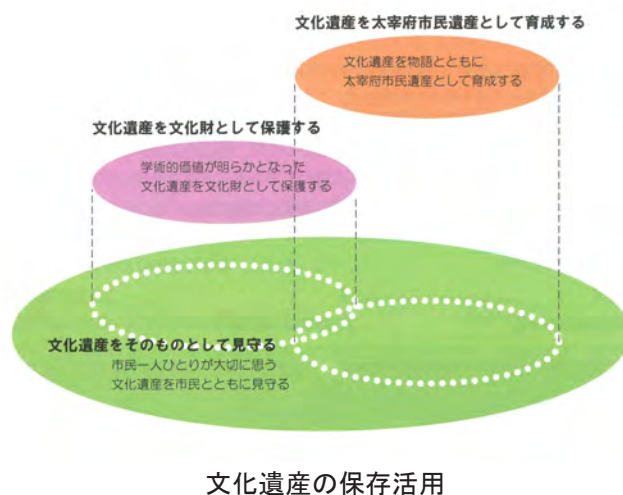 文化遺産を太宰府市民遺産として育成する
文化遺産を物語とともに
太宰府市民遺産として育成する
文化遺産を文化財として保護する
学術的価値が明らかとなった
文化遺産を文化財として保護する
文化遺産をそのものとして見守る
市民一人ひとりが大切に思う
文化遺産を市民とともに見守る
文化遺産の保存活用